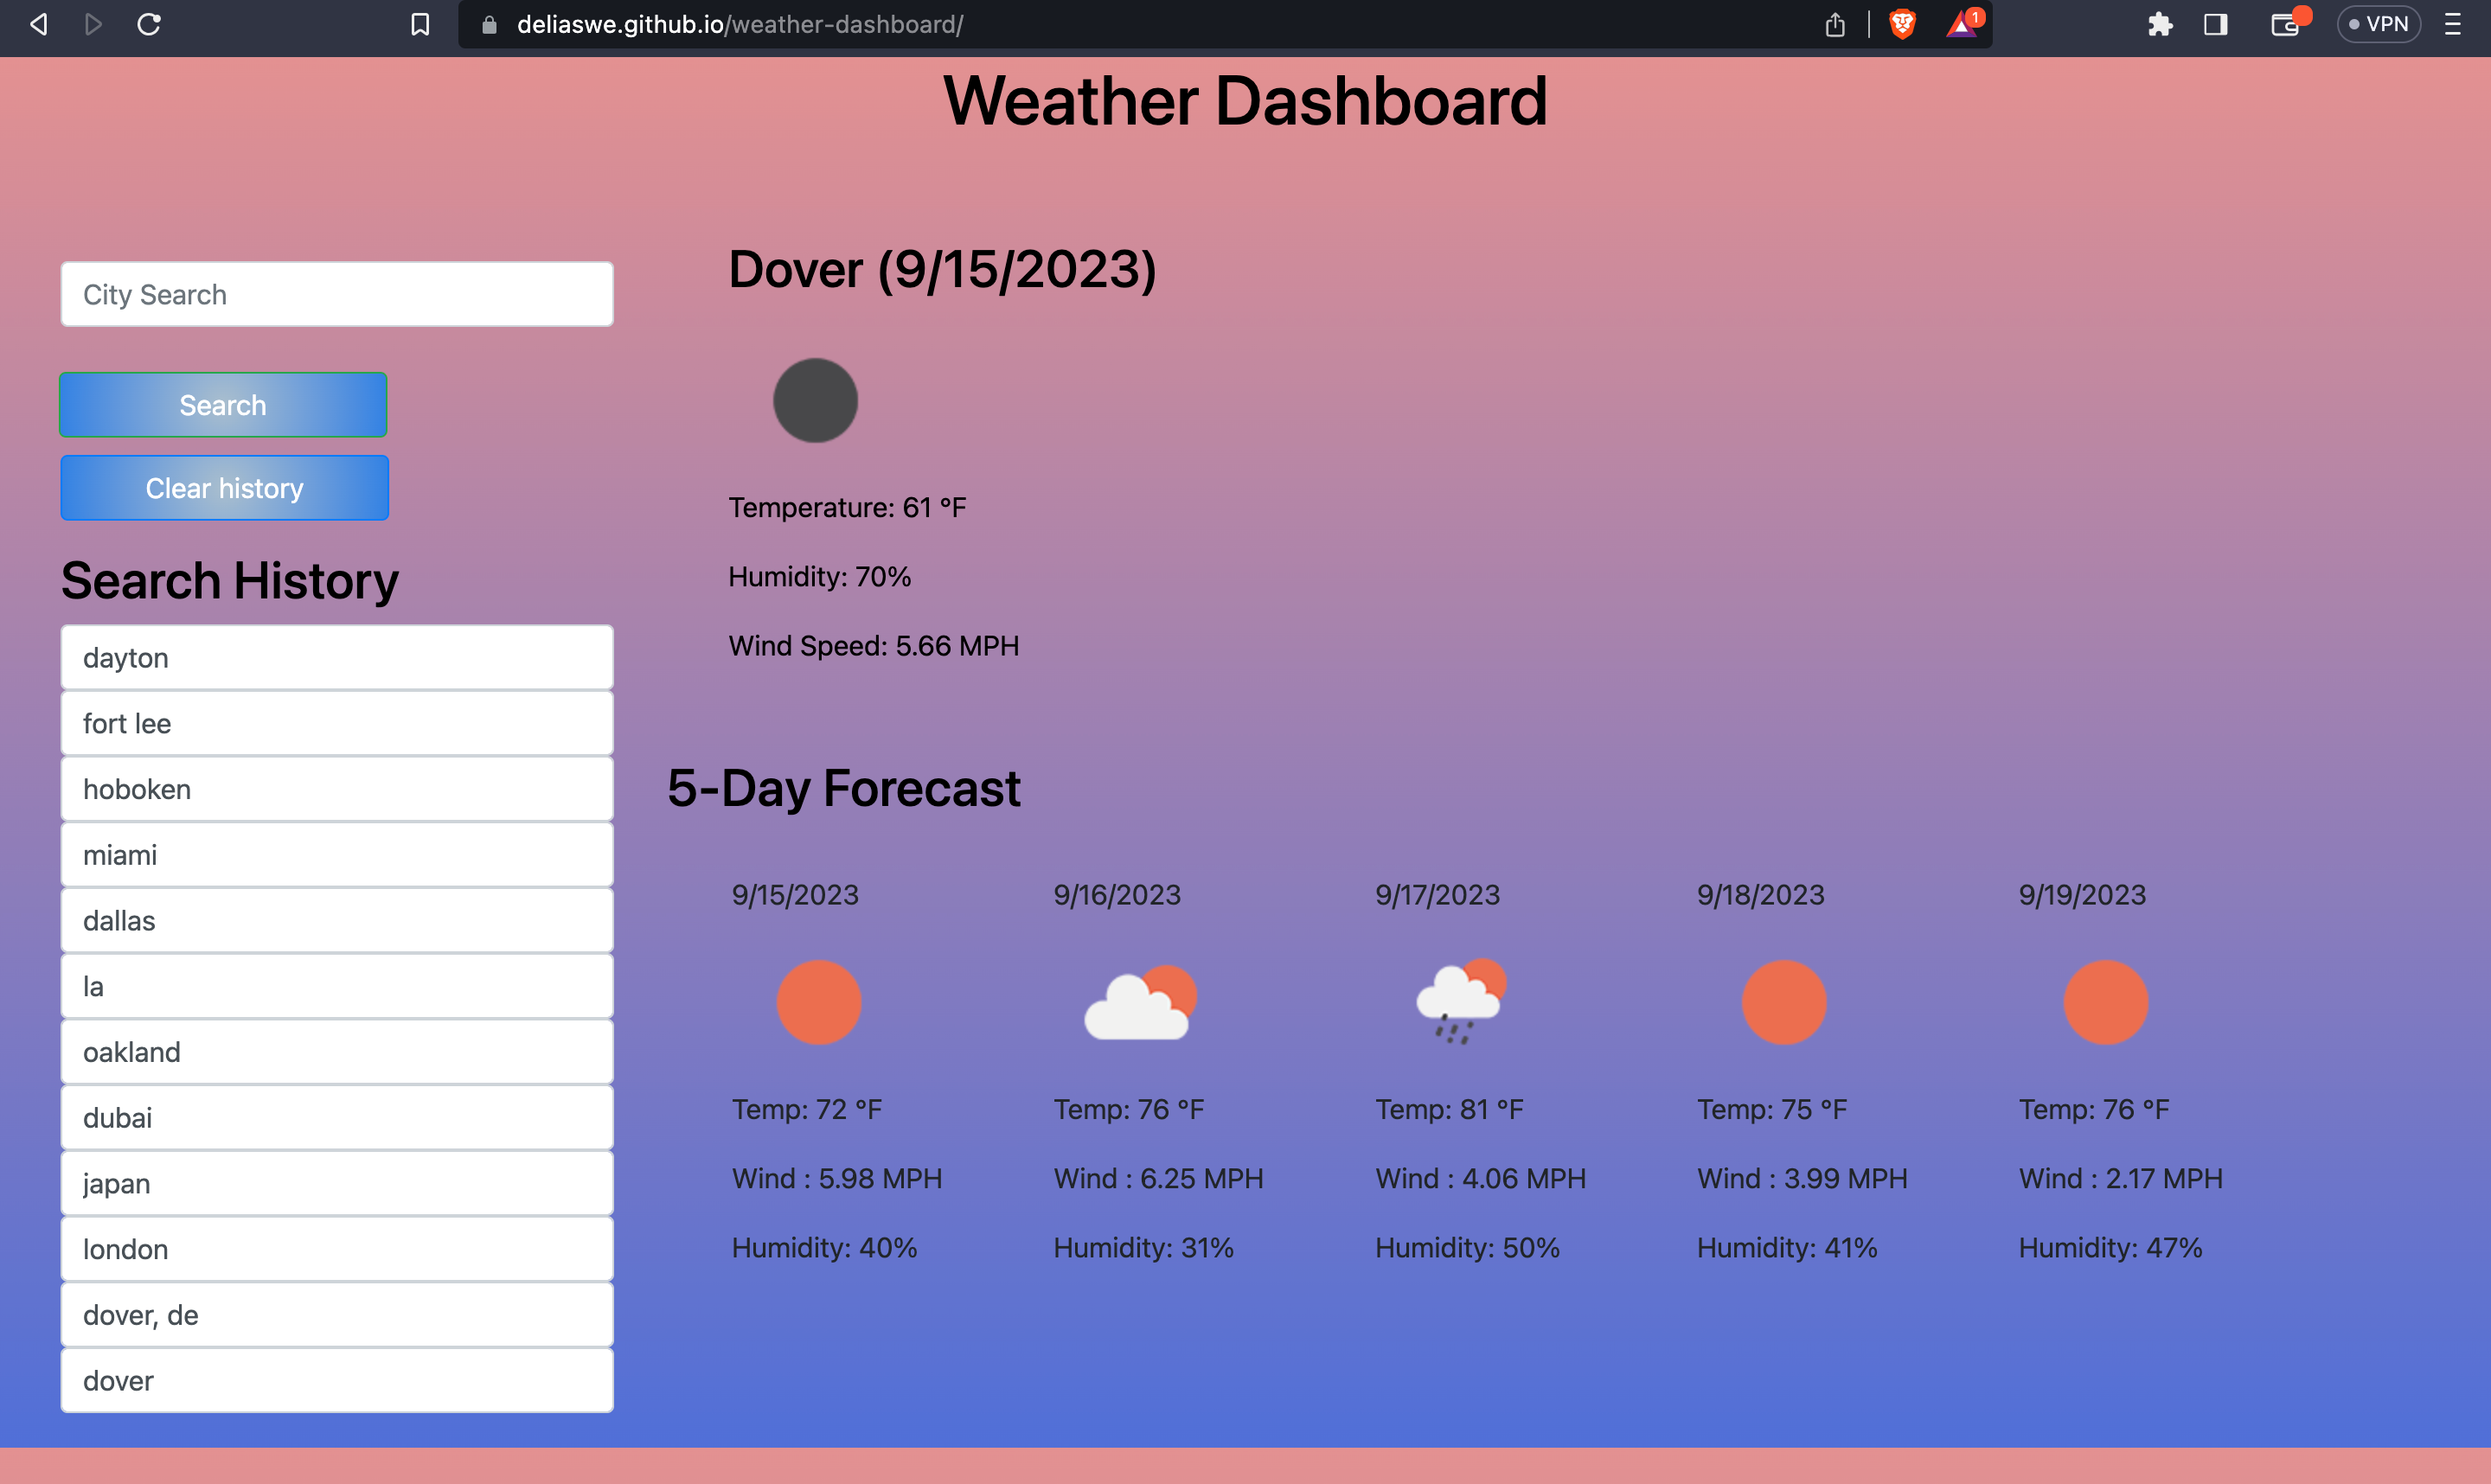 deliaswe.github.io/weather-dashboard/
1
VPN
Weather Dashboard
City Search
Search
Clear history
Search History
dayton
fort lee
hoboken
miami
dallas
la
oakland
dubai
japan
london
dover, de
dover
Dover (9/15/2023)
Temperature: 61 °F
Humidity: 70%
Wind Speed: 5.66 MPH
5-Day Forecast
9/15/2023
Temp: 72 °F
Wind : 5.98 MPH
Humidity: 40%
9/16/2023
Temp: 76 °F
Wind : 6.25 MPH
Humidity: 31%
9/17/2023
Temp: 81 °F
Wind : 4.06 MPH
Humidity: 50%
9/18/2023
Temp: 75 °F
Wind : 3.99 MPH
Humidity: 41%
9/19/2023
Temp: 76 °F
Wind : 2.17 MPH
Humidity: 47%